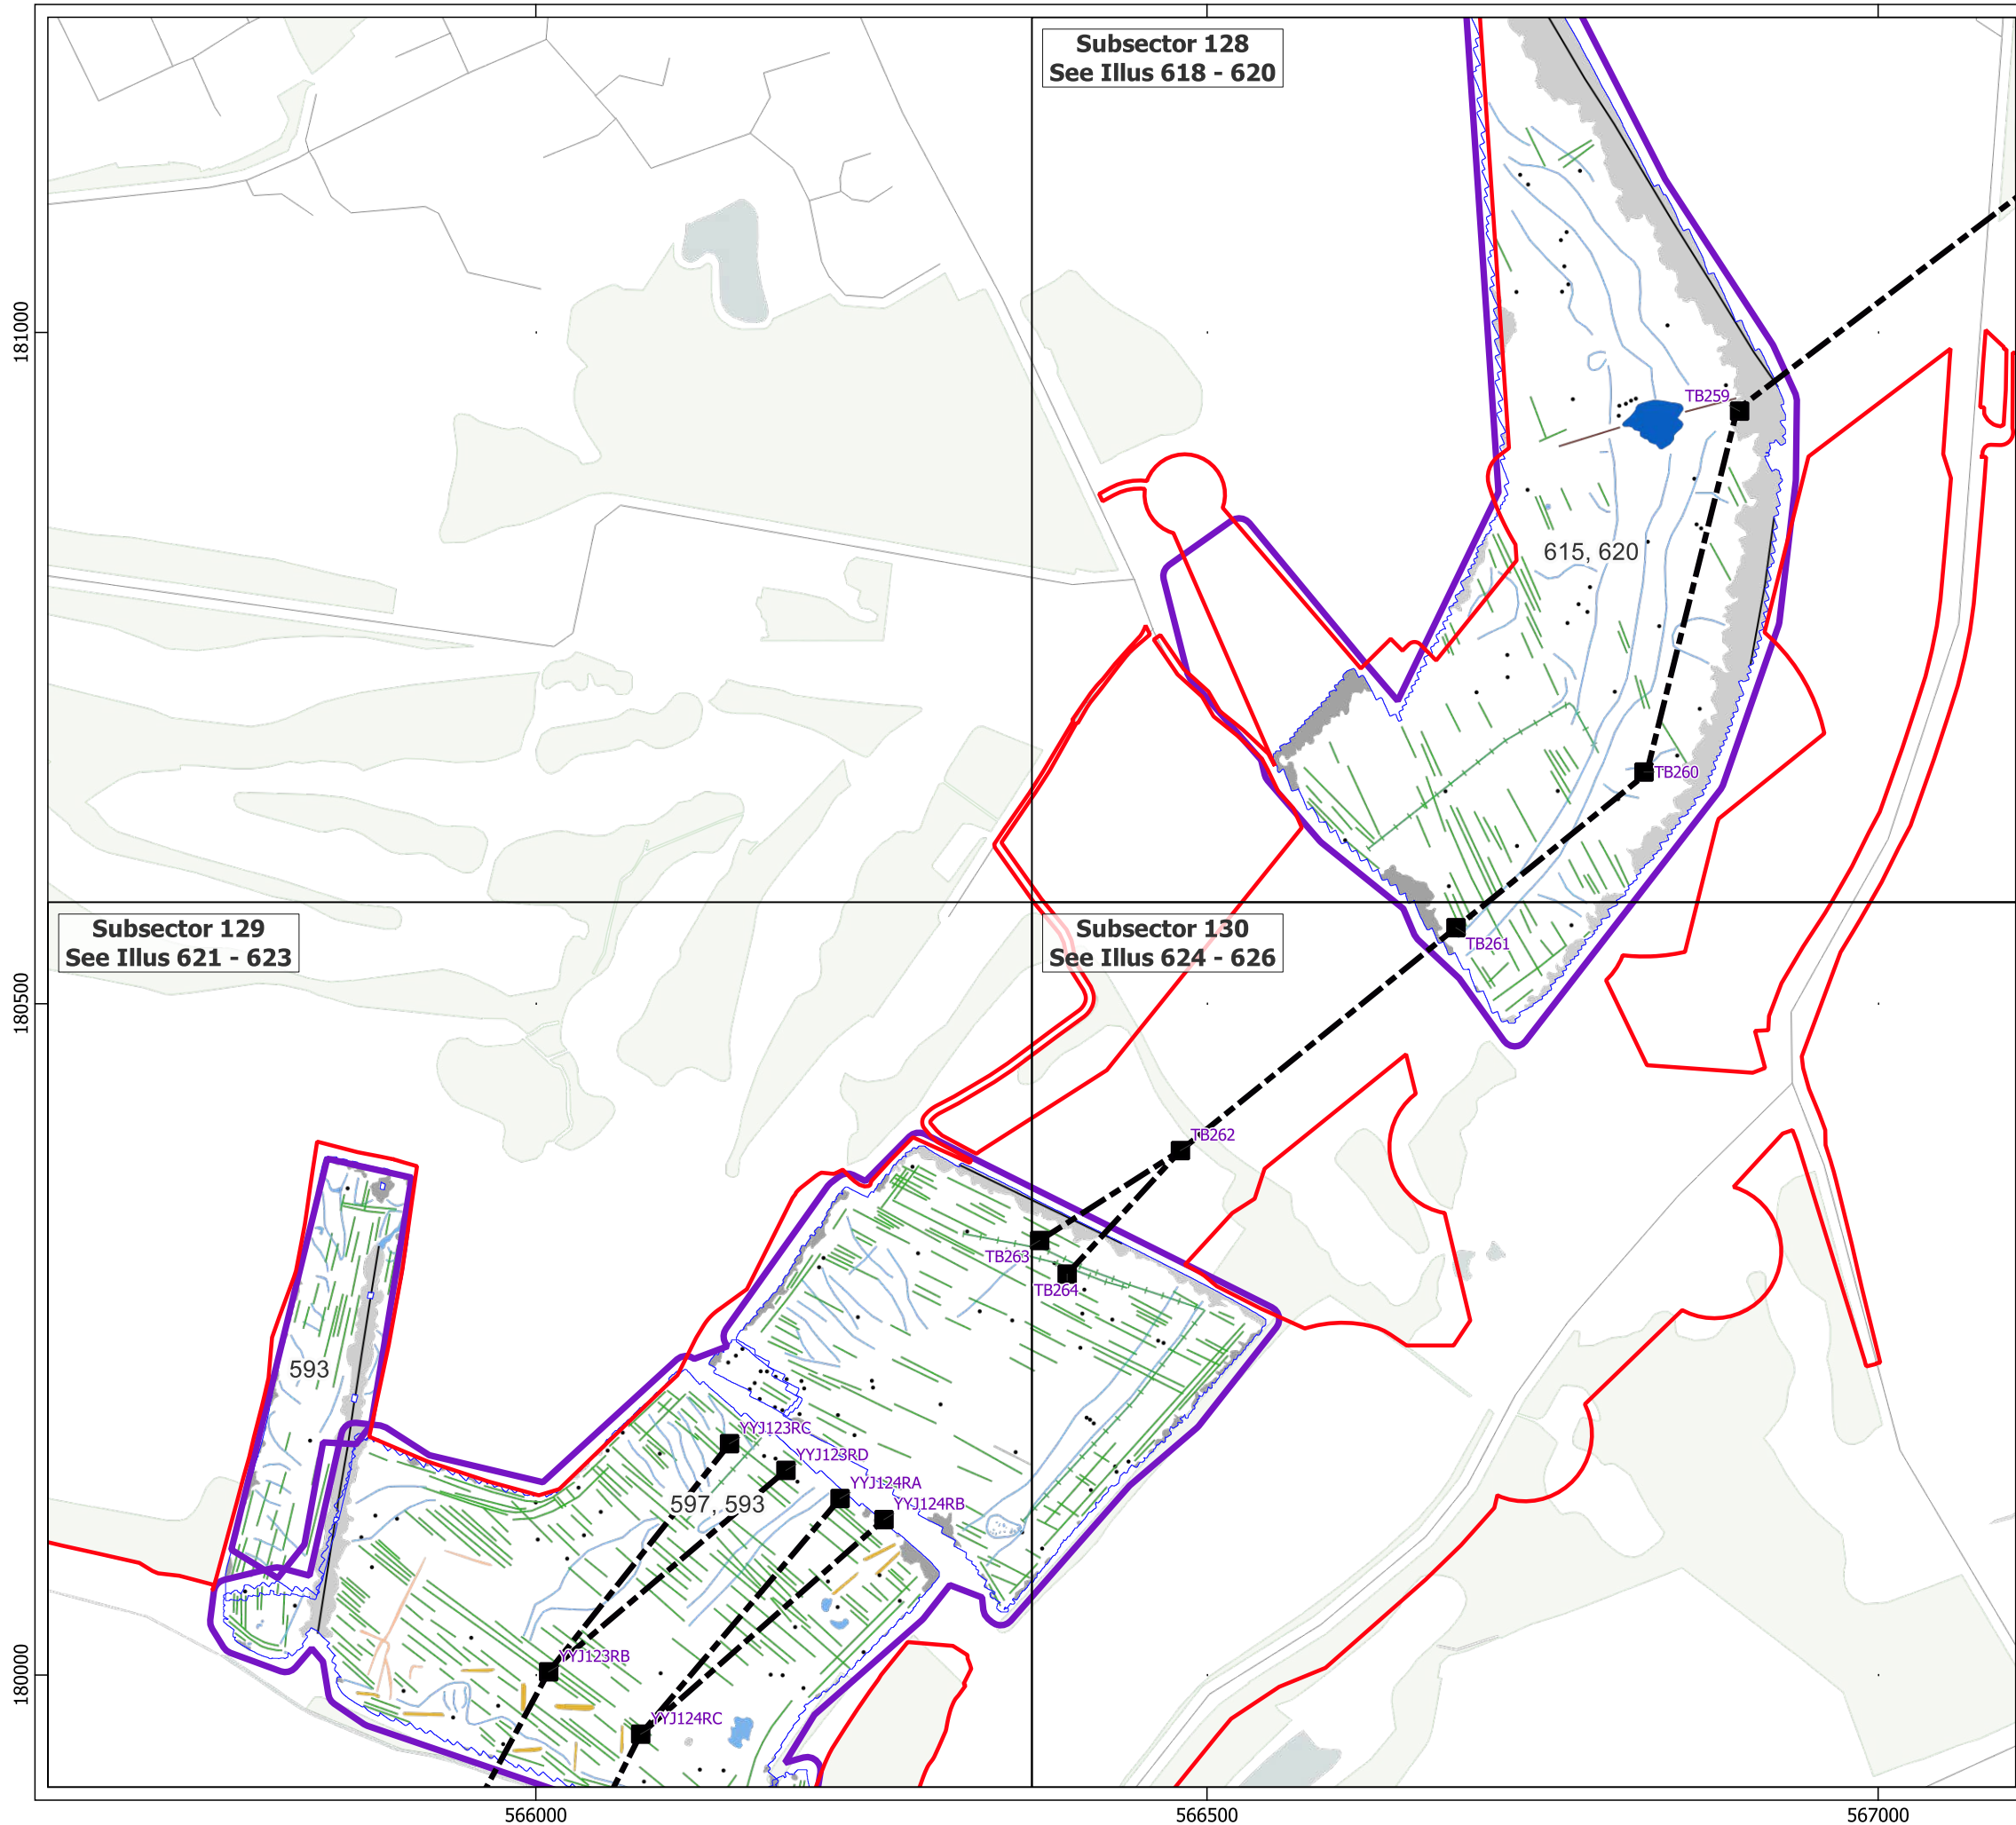 Subsector 128
See Illus 618 - 620
181000
TB259
615, 620
TB260
Subsector 129
See Illus 621 - 623
Subsector 130
See Illus 624 - 626
TB261
180500
TB262
TB263
TB264
593
YYJ123RC
YYJ123RD
YYJ124RA
YYJ124RB
597, 593
YYJ123RB
180000
YYJ124RC
566000
566500
567000